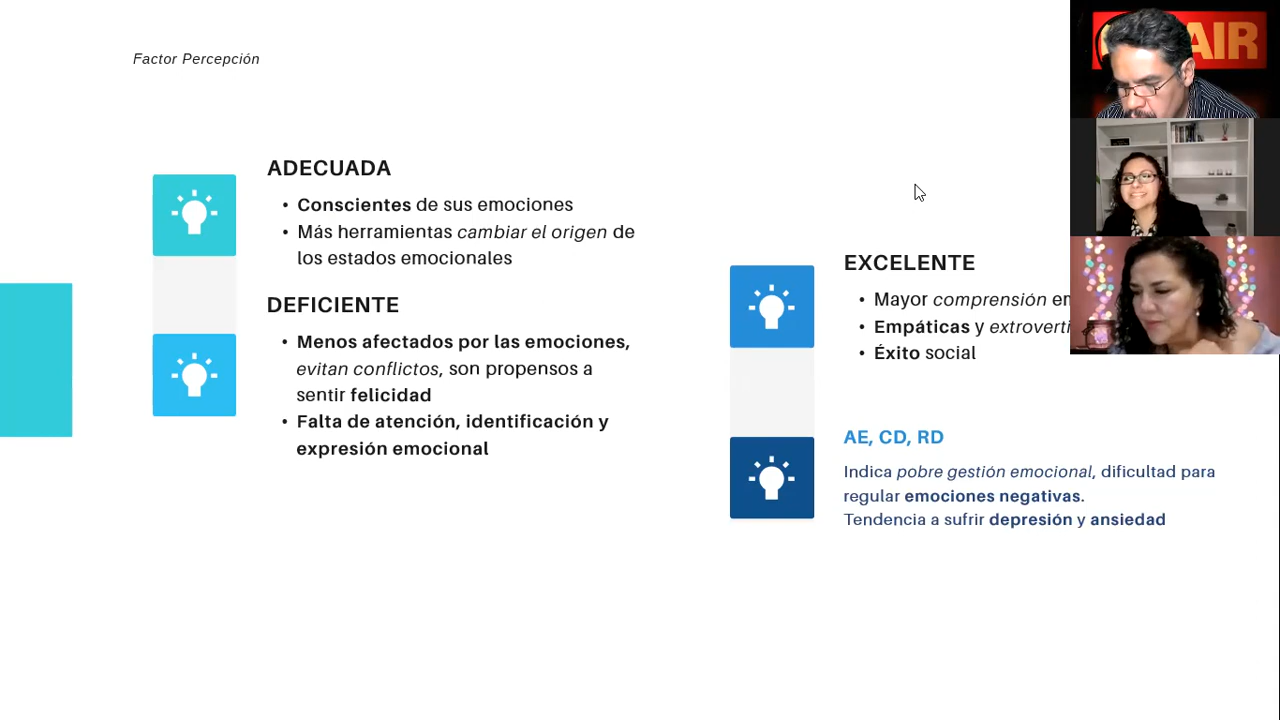 Factor Percepción
ADECUADA
• Conscientes de sus emociones
• Más herramientas cambiar el origen de
los estados emocionales
DEFICIENTE
• Menos afectados por las emociones,
evitan conflictos, son propensos a
sentir felicidad
• Falta de atención, identificación y
expresión emocional
EXCELENTE
• Mayor comprensión
• Empáticas y
• Éxito social
AE, CD, RD
Indica pobre gestión emocional, dificultad para
regular emociones negativas.
Tendencia a sufrir depresión y ansiedad
AIR